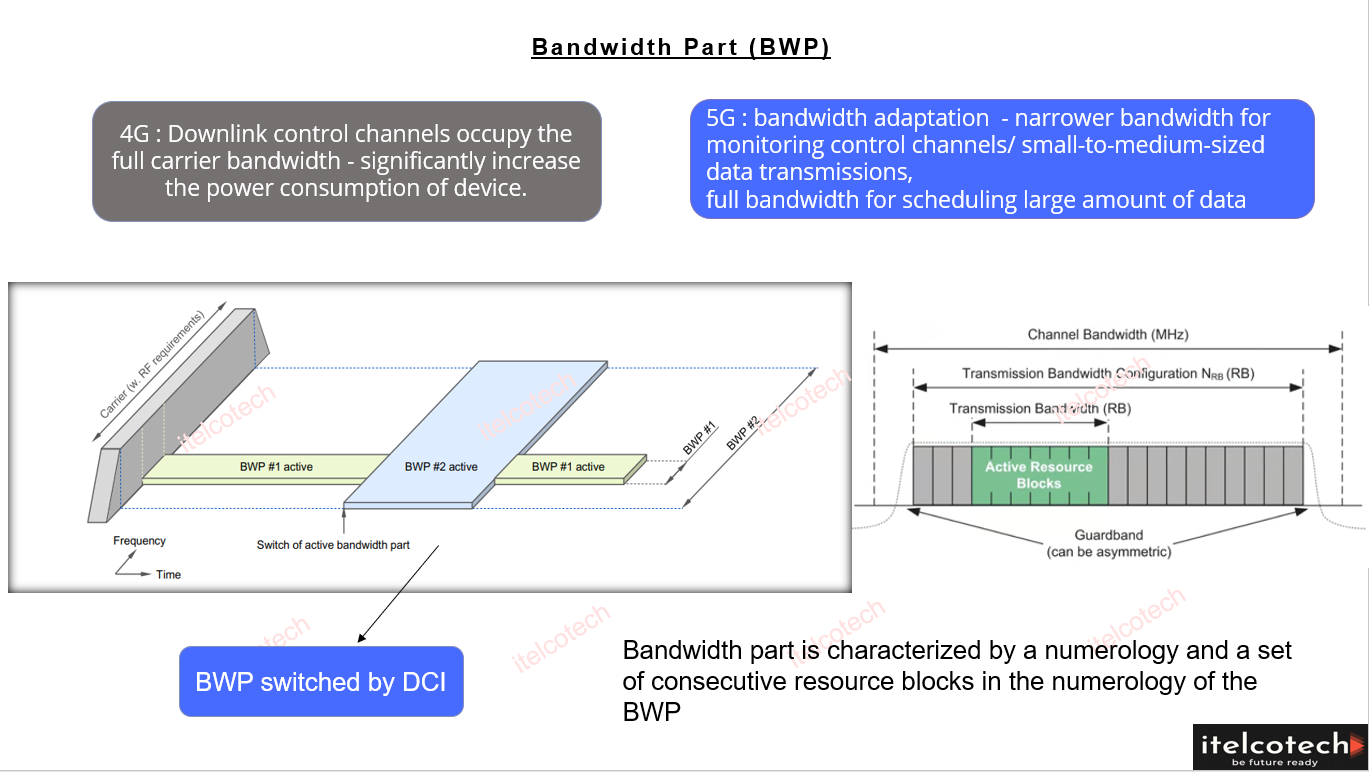 Bandwidth Part (BWP)
4G : Downlink control channels occupy the
full carrier bandwidth - significantly increase
the power consumption of device.
5G : bandwidth adaptation - narrower bandwidth for
monitoring control channels/ small-to-medium-sized
data transmissions,
full bandwidth for scheduling large amount of data
Carrier (w. RF requirements)
BWP #1 active
BWP #2 active
BWP #1 active
BWP #1
BWP #2
Switch of active bandwidth part
Frequency
Time
Channel Bandwidth (MHz)
Transmission Bandwidth Configuration NRB (RB)
Transmission Bandwidth (RB)
Active Resource
Blocks
Guardband
(can be asymmetric)
BWP switched by DCI
Bandwidth part is characterized by a numerology and a set
of consecutive resource blocks in the numerology of the
BWP
itelcotech
itelcotech
itelcotech
itelcotech
itelcotech
itelcotech
itelcotech
itelcotech
itelcotech
be future ready